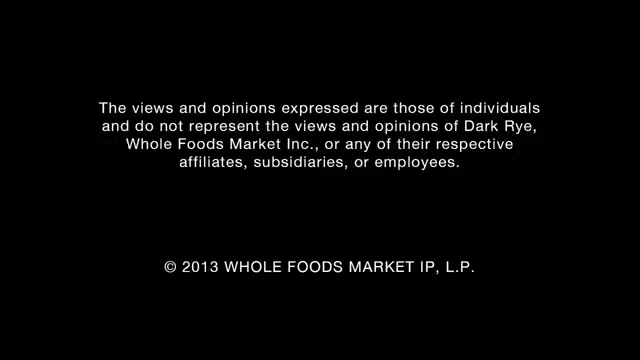 The views and opinions expressed are those of individuals
and do not represent the views and opinions of Dark Rye,
Whole Foods Market Inc., or any of their respective
affiliates, subsidiaries, or employees.
© 2013 WHOLE FOODS MARKET IP, L.P.